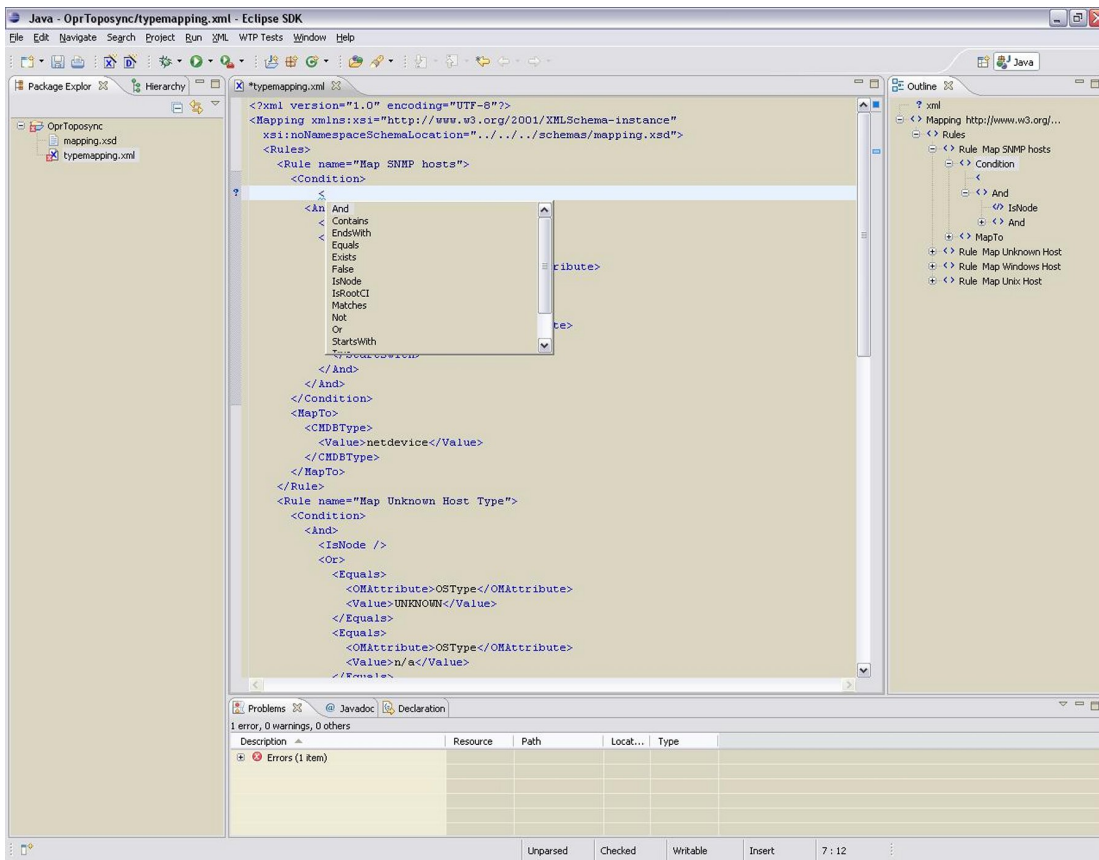 Java - OprToposync/typemapping.xml - Eclipse SDK
File Edit Navigate Search Project Run XML WTP Tests Window Help
Java
Package Explor
Hierarchy
OprToposync
mapping.xsd
typemapping.xml
*typemapping.xml
<?xml version="1.0" encoding="UTF-8"?>
<Mapping xmlns:xsi="http://www.w3.org/2001/XMLSchema-instance"
xsi:noNamespaceSchemaLocation="../../../schemas/mapping.xsd">
<Rules>
<Rule name="Map SNMP hosts">
<Condition>
<
<An
<
<
ribute>
te>
And
Contains
EndsWith
Equals
Exists
False
IsNode
IsRootCI
Matches
Not
Or
StartsWith
</StartsWith>
</And>
</And>
</Condition>
<MapTo>
<CMDBType>
<Value>netdevice</Value>
</CMDBType>
</MapTo>
</Rule>
<Rule name="Map Unknown Host Type">
<Condition>
<And>
<IsNode />
<Or>
<Equals>
<OMAttribute>OSType</OMAttribute>
<Value>UNKNOWN</Value>
</Equals>
<Equals>
<OMAttribute>OSType</OMAttribute>
<Value>n/a</Value>
</Equals>
Outline
? xml
<> Mapping http://www.w3.org/...
<> Rules
<> Rule Map SNMP hosts
<> Condition
<
<> And
</> IsNode
<> And
<> MapTo
<> Rule Map Unknown Host
<> Rule Map Windows Host
<> Rule Map Unix Host
Problems
@ Javadoc
Declaration
1 error, 0 warnings, 0 others
Description Resource Path Locat... Type
Errors (1 item)
Unparsed Checked Writable Insert 7 : 12